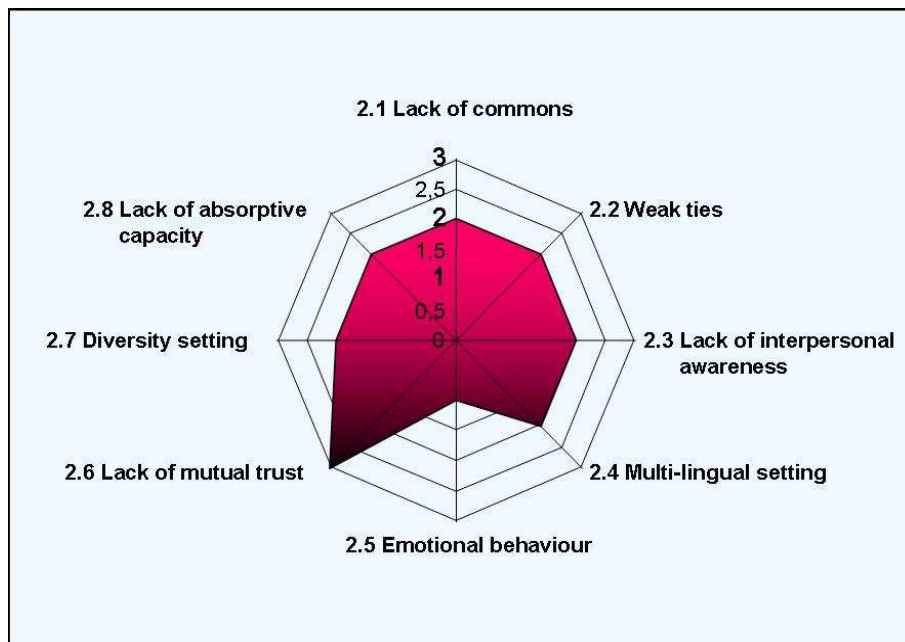 2.1 Lack of commons
3
2,5
2
1,5
1
0,5
0
2.2 Weak ties
2.3 Lack of interpersonal
awareness
2.4 Multi-lingual setting
2.5 Emotional behaviour
2.6 Lack of mutual trust
2.7 Diversity setting
2.8 Lack of absorptive
capacity